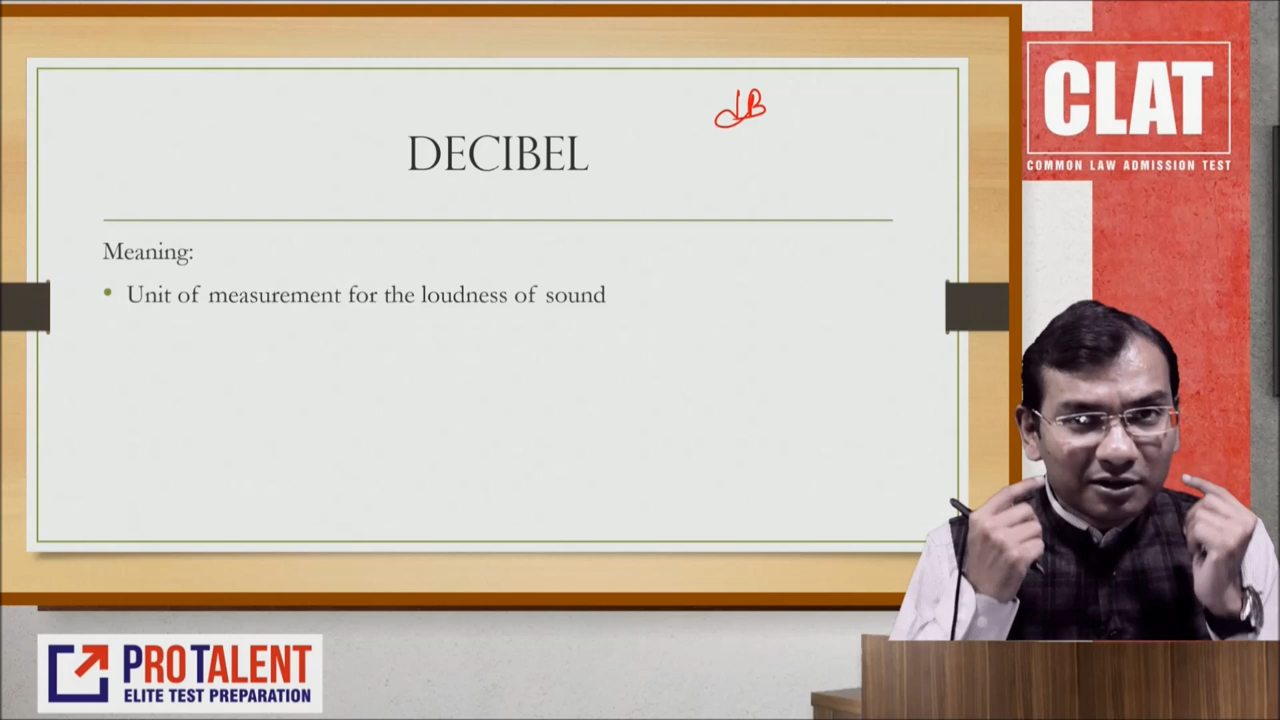 dB
DECIBEL
Meaning:
• Unit of measurement for the loudness of sound
CLAT
COMMON LAW ADMISSION TEST
PROTALENT
ELITE TEST PREPARATION